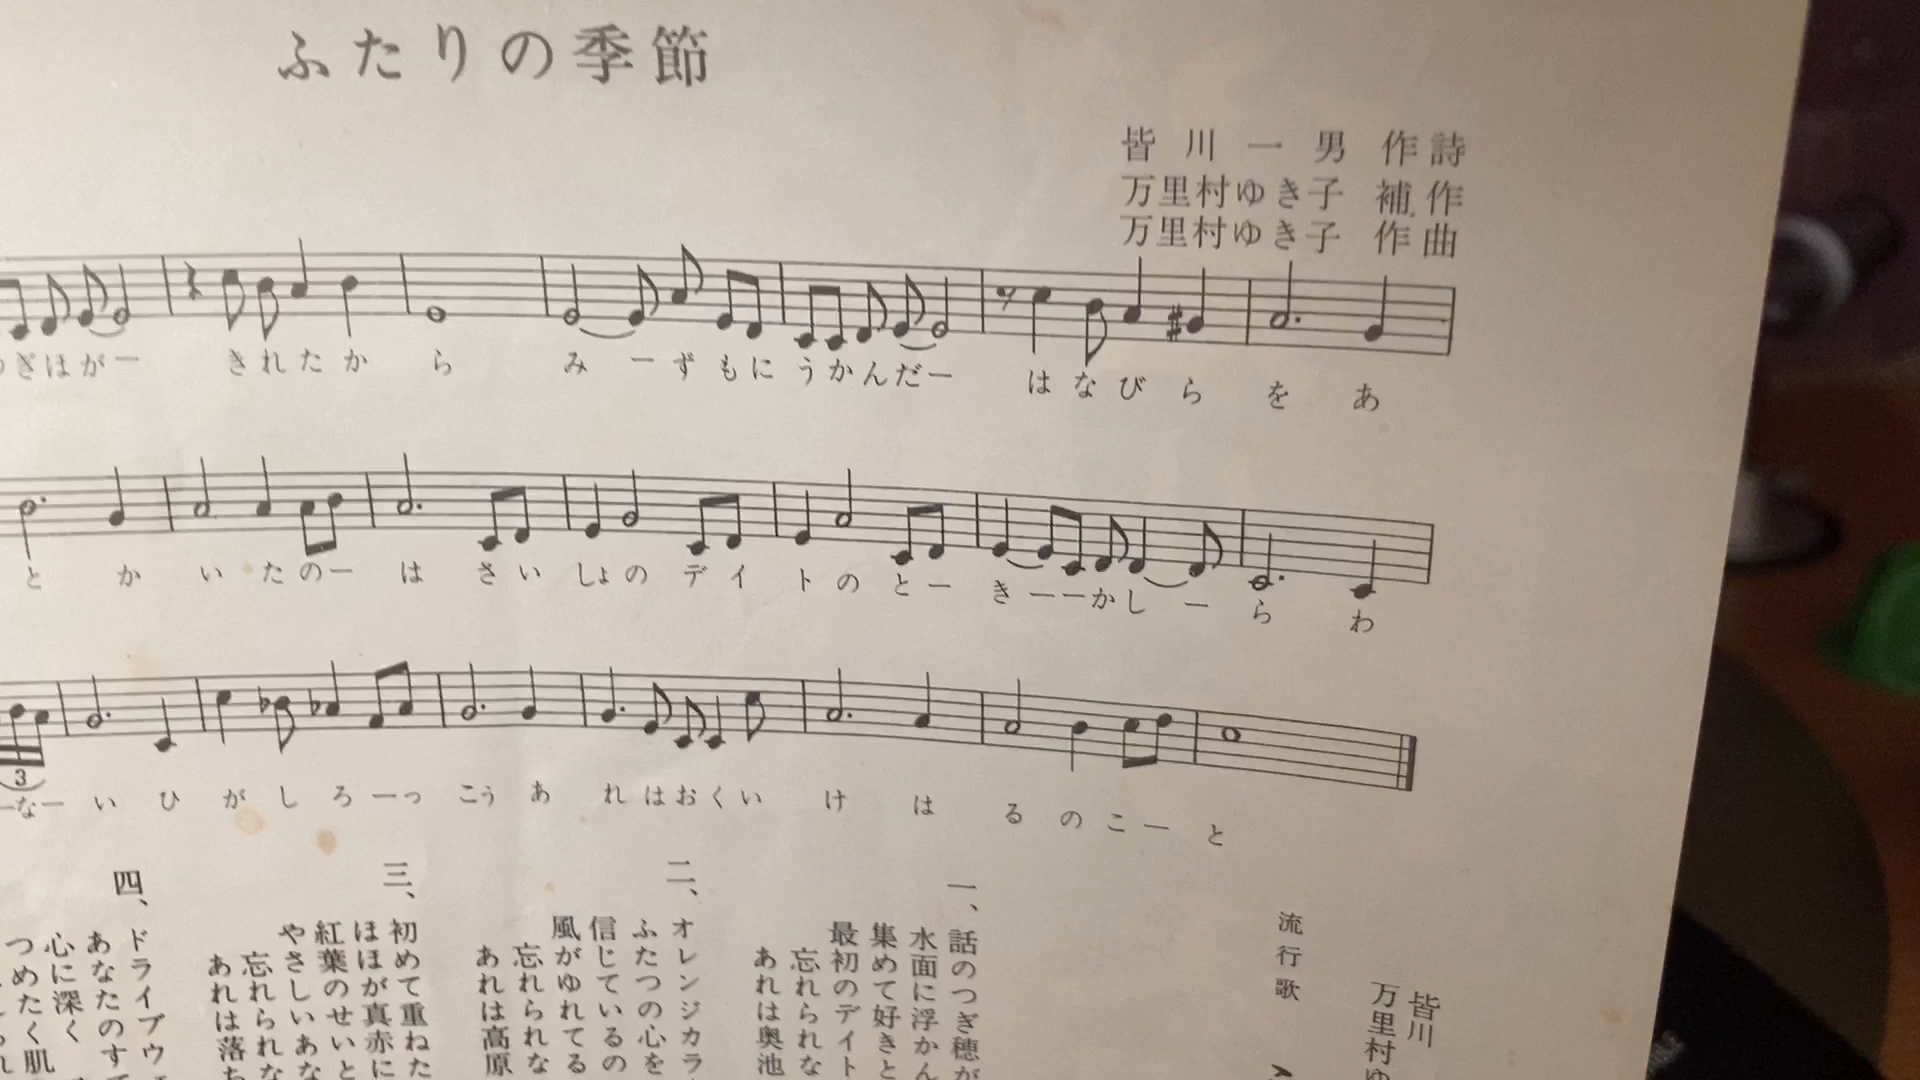 ふたりの季節
皆川一男 作詩
万里村ゆき子 補作
万里村ゆき子 作曲
ぎほがー きれたか ら みーずもに うかんだー はなびら を あ
と か い たのー は さい しょの デイ トの とー きーーかしー ら わ
3
ーなー い ひ がしろーっ こう あ れはおくい け は るのこー と
皆川
万里村ゆ
流行歌
一、話のつぎ穂が
水面に浮かん
集めて好きと
最初のデイト
忘れられな
あれは奥池
二、オレンジカラ
ふたつの心を
信じているの
風がゆれてる
忘れられな
あれは高原
三、初めて重ねた
ほほが真赤に
紅葉のせいと
やさしいあな
忘れられな
あれは落ち
四、ドライブウ
あなたのす
心に深く
つめたく肌